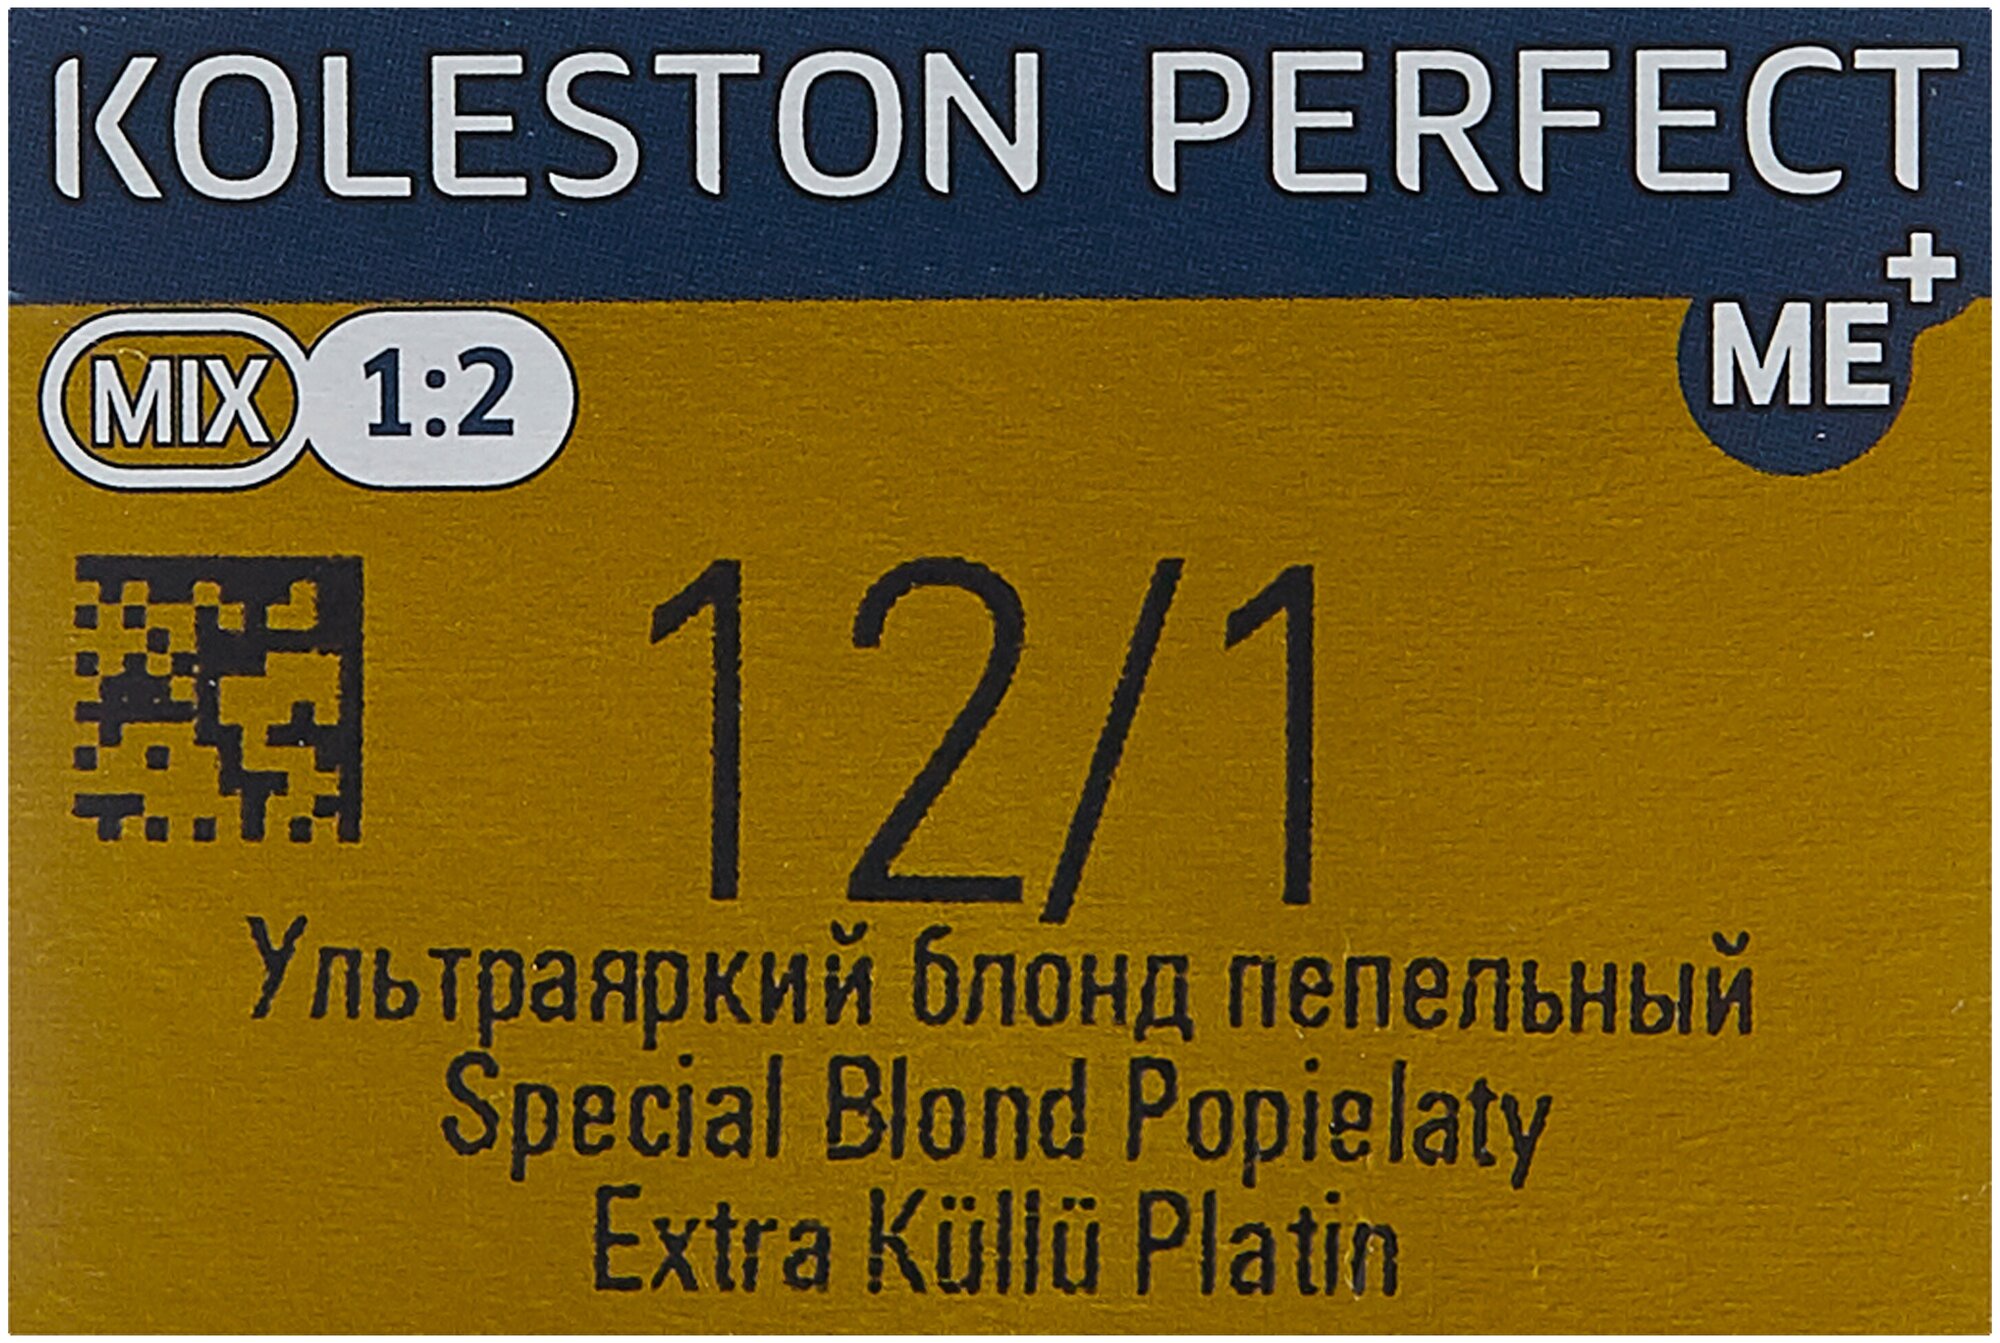 KOLESTON PERFECT
ME+
MIX 1:2
12/1
Ультраяркий блонд пепельный
Special Blond Popielaty
Extra Küllü Platin